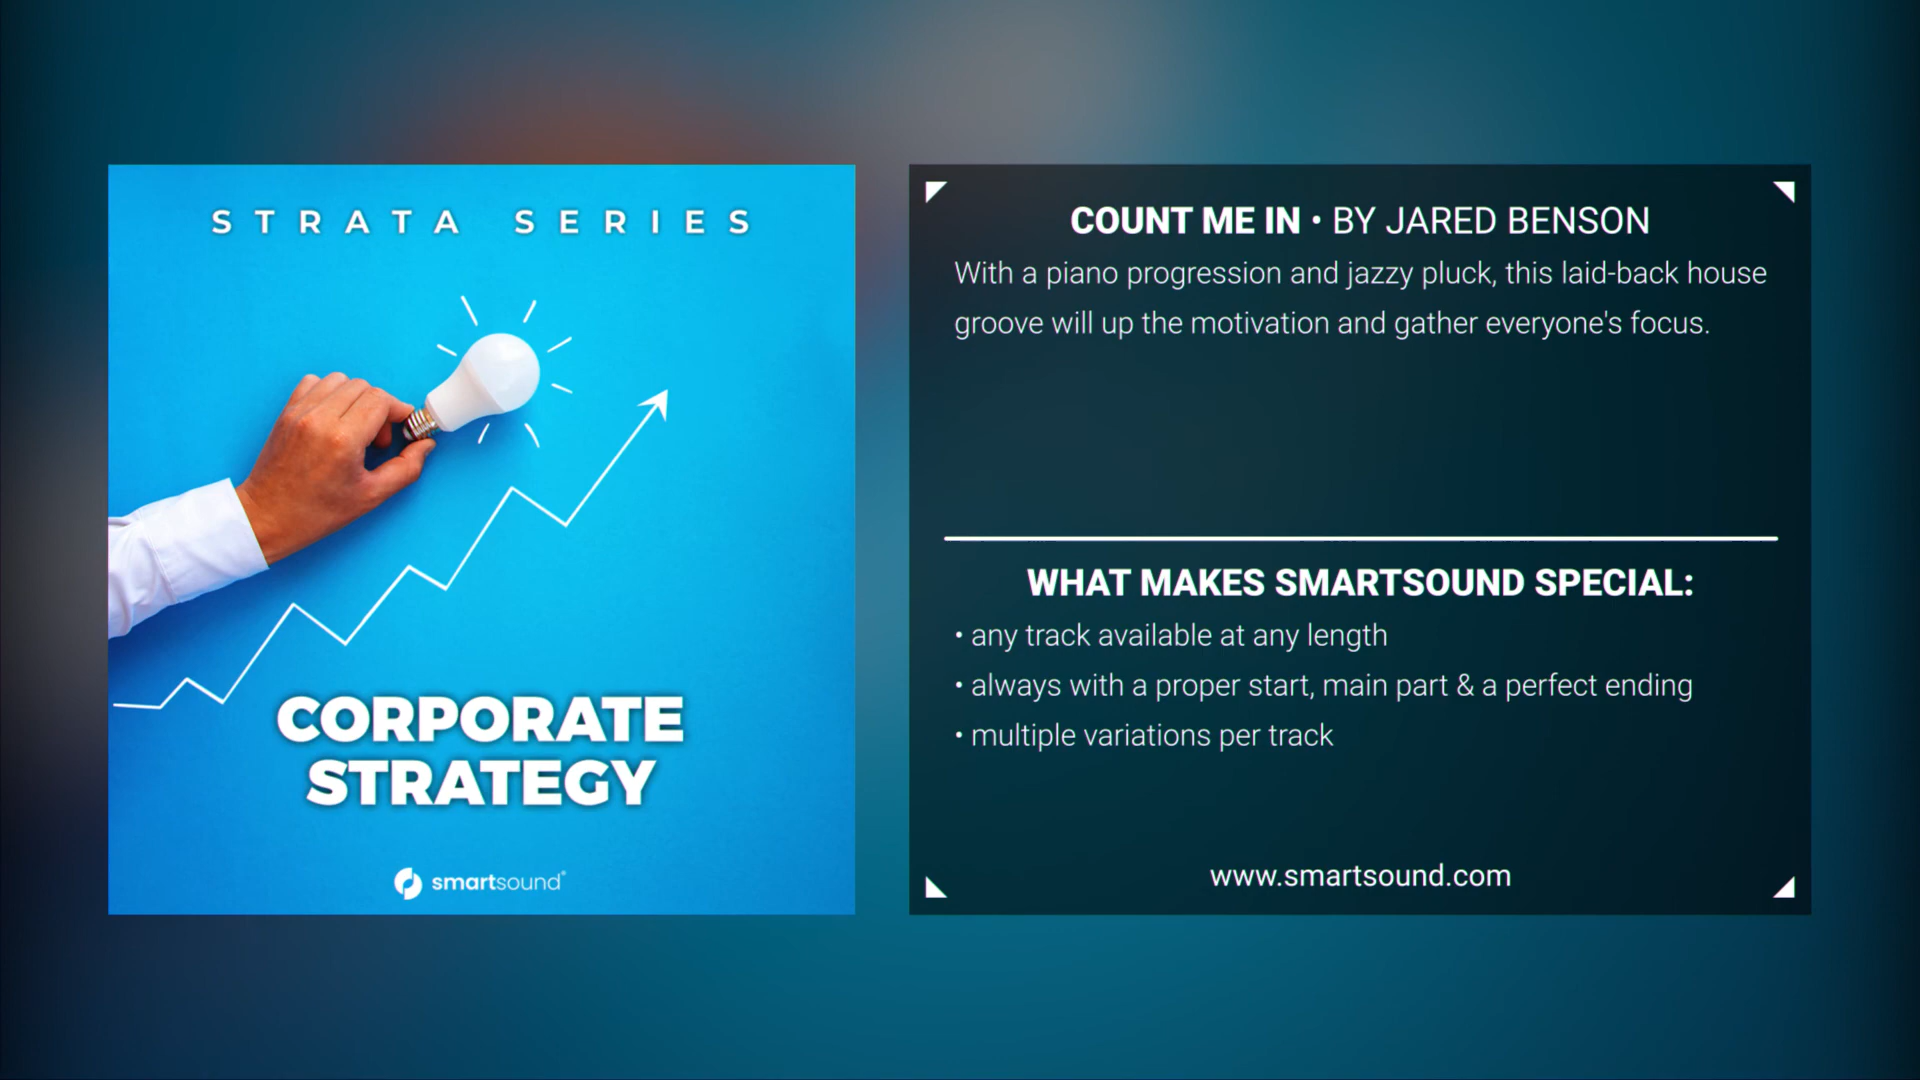 STRATA SERIES
CORPORATE
STRATEGY
smartsound®
COUNT ME IN • BY JARED BENSON
With a piano progression and jazzy pluck, this laid-back house
groove will up the motivation and gather everyone's focus.
WHAT MAKES SMARTSOUND SPECIAL:
• any track available at any length
• always with a proper start, main part & a perfect ending
• multiple variations per track
www.smartsound.com